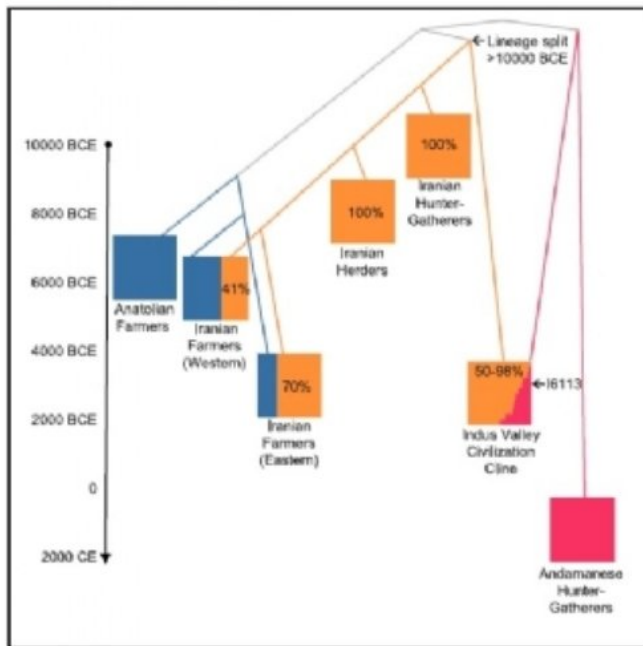 Lineage split
>10000 BCE
10000 BCE
100%
Iranian
Hunter-
Gatherers
8000 BCE
100%
Iranian
Herders
6000 BCE
Anatolian
Farmers
41%
Iranian
Farmers
(Western)
4000 BCE
70%
Iranian
Farmers
(Eastern)
50-98%
I6113
Indus Valley
Civilization
Cline
2000 BCE
0
2000 CE
Andamanese
Hunter-
Gatherers